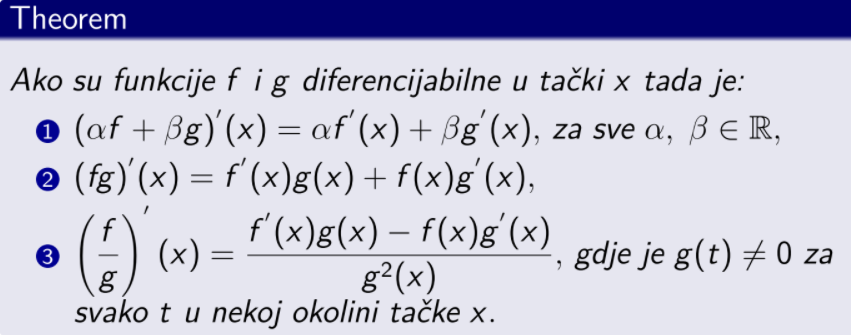 Theorem
Ako su funkcije f i g diferencijabilne u tački x tada je:
1 (αf + βg)′(x) = αf′(x) + βg′(x), za sve α, β ∈ ℝ,
2 (fg)′(x) = f′(x)g(x) + f(x)g′(x),
3 (f/g)′(x) = (f′(x)g(x) − f(x)g′(x))/g²(x), gdje je g(t) ≠ 0 za
svako t u nekoj okolini tačke x.